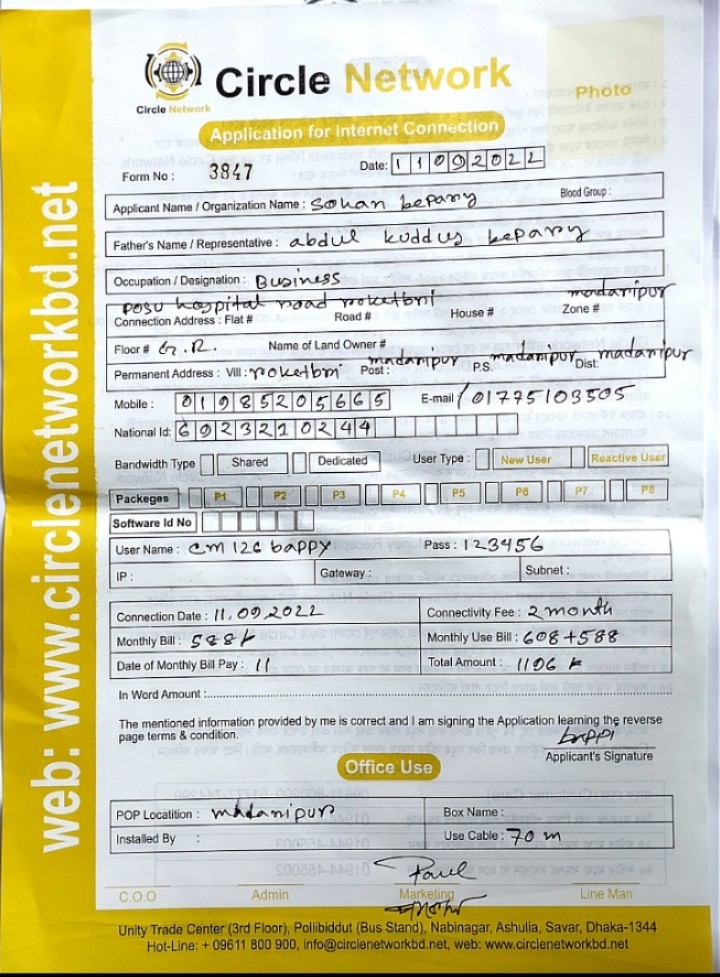 Circle Network
Circle Network
Photo
Application for Internet Connection
Form No : 3847
Date: 11092022
Applicant Name / Organization Name : Sohan bepary
Blood Group :
Father's Name / Representative : abdul kuddus bepary
Occupation / Designation : Business
posu hospital road roketbri madaripur
Connection Address : Flat # Road # House # Zone #
Floor # G.R. Name of Land Owner #
Permanent Address : Vill : roketbri Post : madaripur P.S. madaripur Dist: madaripur
Mobile : 01985205665 E-mail / 01775103505
National Id: 6923210244
Bandwidth Type Shared Dedicated User Type : New User Reactive User
Packeges P1 P2 P3 P4 P5 P6 P7 P8
Software Id No
User Name : cm 126 bappy Pass : 123456
IP : Gateway : Subnet :
Connection Date : 11.09.2022 Connectivity Fee : 2 month
Monthly Bill : 588 Monthly Use Bill : 608+588
Date of Monthly Bill Pay : 11 Total Amount : 1106
In Word Amount :
The mentioned information provided by me is correct and I am signing the Application learning the reverse
page terms & condition.
bappi
Applicant's Signature
Office Use
POP Locatition : madaripur Box Name :
Installed By : Use Cable : 70 m
C.O.O Admin Marketing Line Man
Unity Trade Center (3rd Floor), Pollibiddut (Bus Stand), Nabinagar, Ashulia, Savar, Dhaka-1344
Hot-Line: + 09611 800 900, info@circlenetworkbd.net, web: www.circlenetworkbd.net
web: www.circlenetworkbd.net